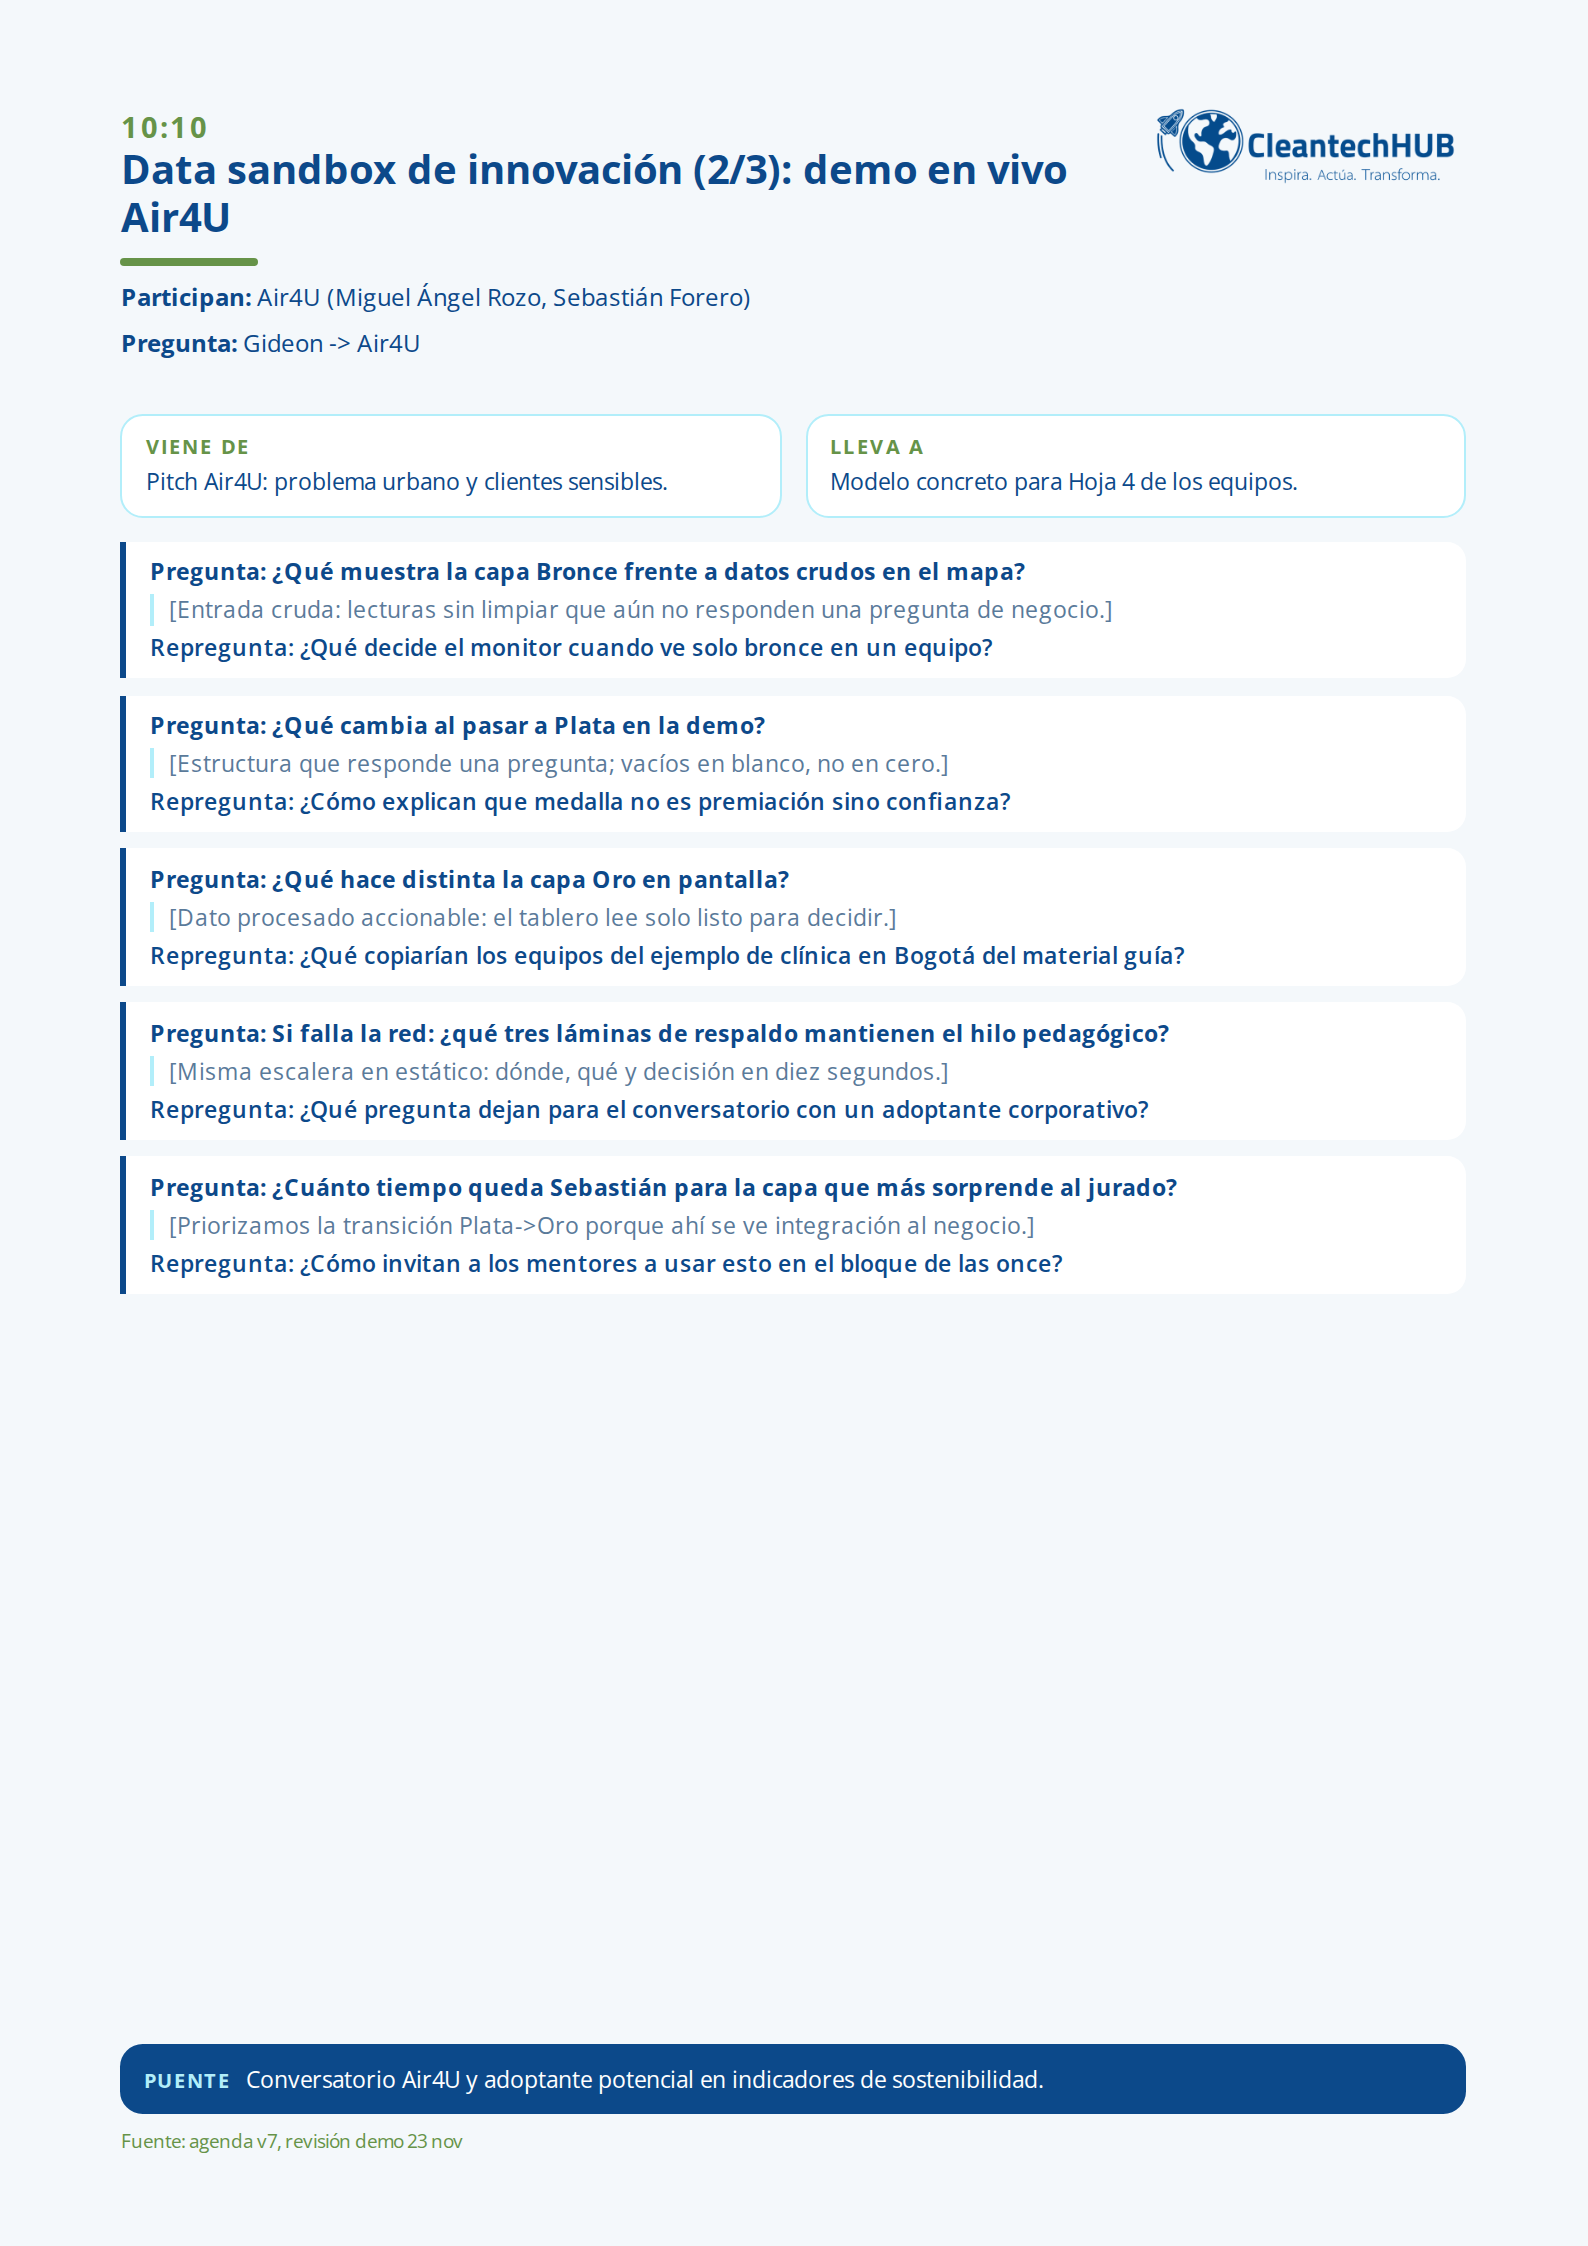 10:10
Data sandbox de innovación (2/3): demo en vivo
Air4U
CleantechHUB
Inspira. Actúa. Transforma.
Participan: Air4U (Miguel Ángel Rozo, Sebastián Forero)
Pregunta: Gideon -> Air4U
VIENE DE
Pitch Air4U: problema urbano y clientes sensibles.
LLEVA A
Modelo concreto para Hoja 4 de los equipos.
Pregunta: ¿Qué muestra la capa Bronce frente a datos crudos en el mapa?
[Entrada cruda: lecturas sin limpiar que aún no responden una pregunta de negocio.]
Repregunta: ¿Qué decide el monitor cuando ve solo bronce en un equipo?
Pregunta: ¿Qué cambia al pasar a Plata en la demo?
[Estructura que responde una pregunta; vacíos en blanco, no en cero.]
Repregunta: ¿Cómo explican que medalla no es premiación sino confianza?
Pregunta: ¿Qué hace distinta la capa Oro en pantalla?
[Dato procesado accionable: el tablero lee solo listo para decidir.]
Repregunta: ¿Qué copiarían los equipos del ejemplo de clínica en Bogotá del material guía?
Pregunta: Si falla la red: ¿qué tres láminas de respaldo mantienen el hilo pedagógico?
[Misma escalera en estático: dónde, qué y decisión en diez segundos.]
Repregunta: ¿Qué pregunta dejan para el conversatorio con un adoptante corporativo?
Pregunta: ¿Cuánto tiempo queda Sebastián para la capa que más sorprende al jurado?
[Priorizamos la transición Plata->Oro porque ahí se ve integración al negocio.]
Repregunta: ¿Cómo invitan a los mentores a usar esto en el bloque de las once?
PUENTE Conversatorio Air4U y adoptante potencial en indicadores de sostenibilidad.
Fuente: agenda v7, revisión demo 23 nov